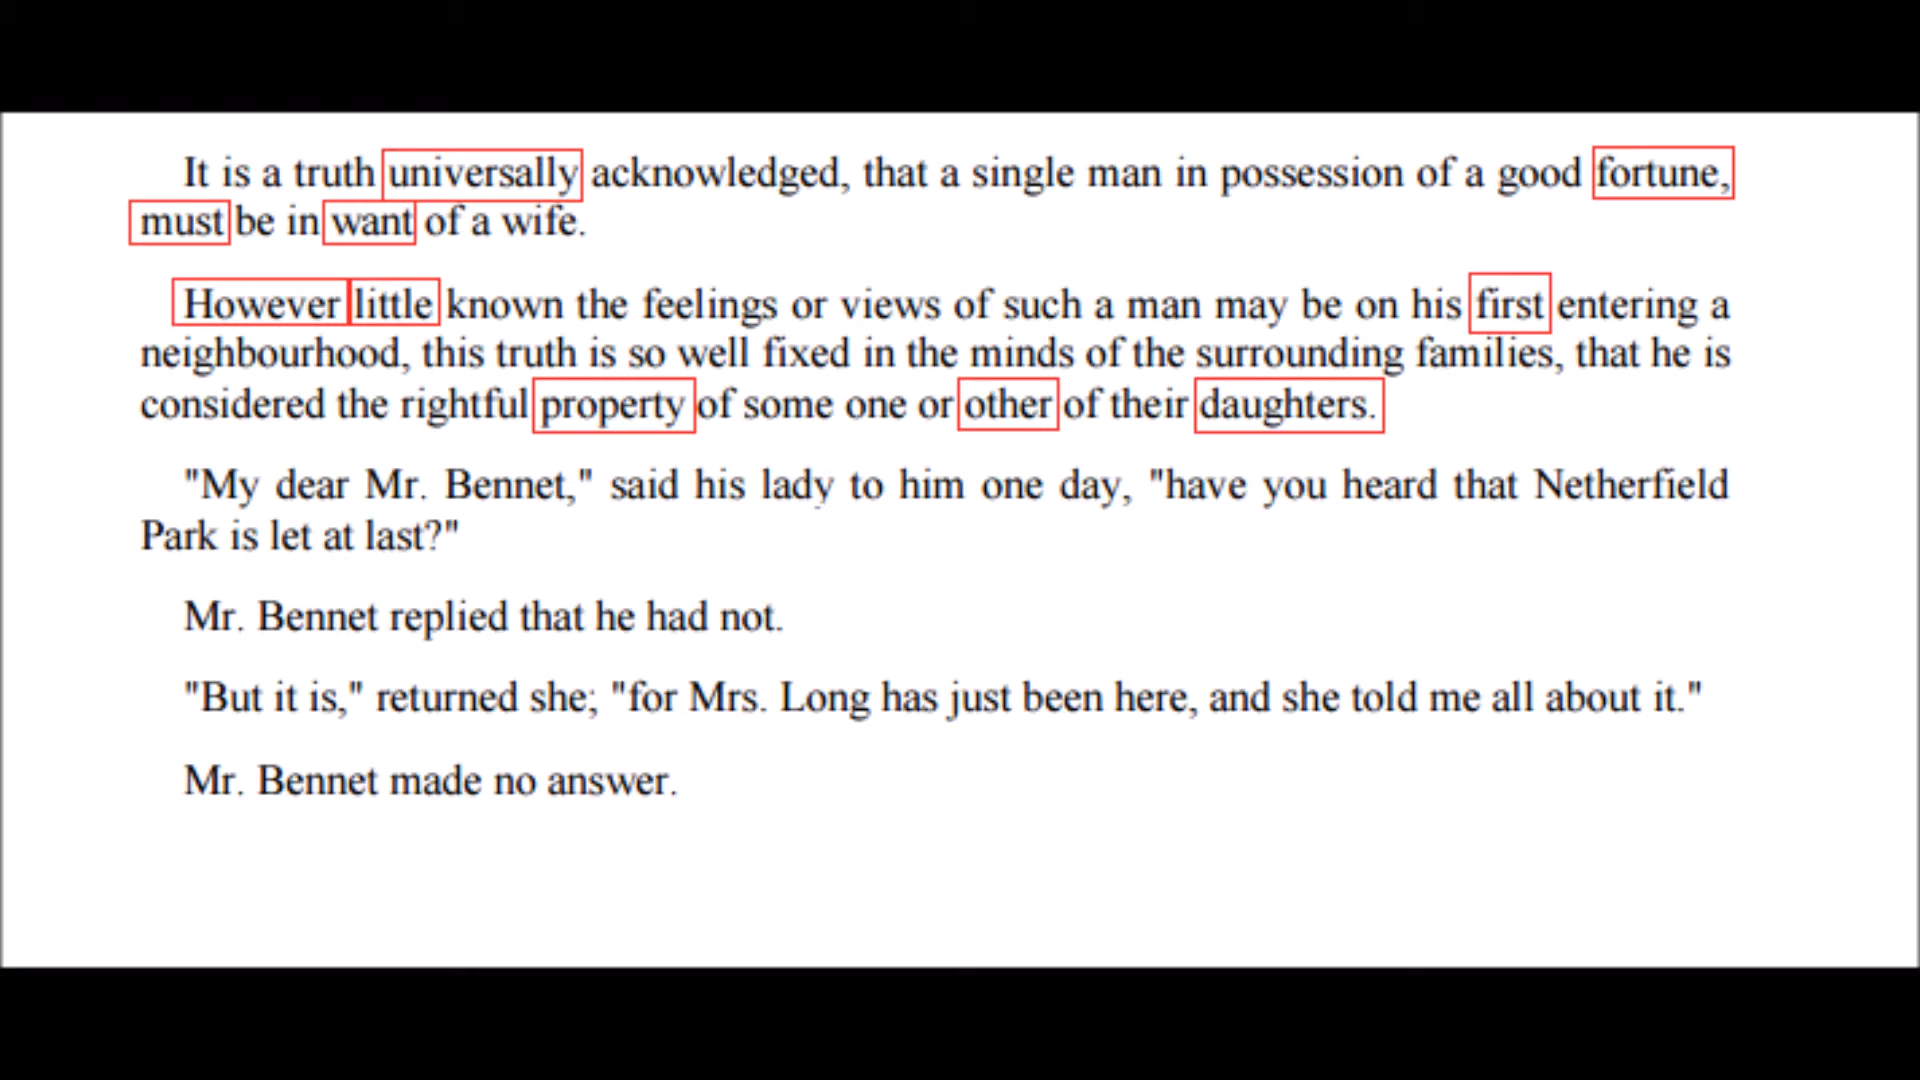 It is a truth universally acknowledged, that a single man in possession of a good fortune,
must be in want of a wife.
However little known the feelings or views of such a man may be on his first entering a
neighbourhood, this truth is so well fixed in the minds of the surrounding families, that he is
considered the rightful property of some one or other of their daughters.
"My dear Mr. Bennet," said his lady to him one day, "have you heard that Netherfield
Park is let at last?"
Mr. Bennet replied that he had not.
"But it is," returned she; "for Mrs. Long has just been here, and she told me all about it."
Mr. Bennet made no answer.